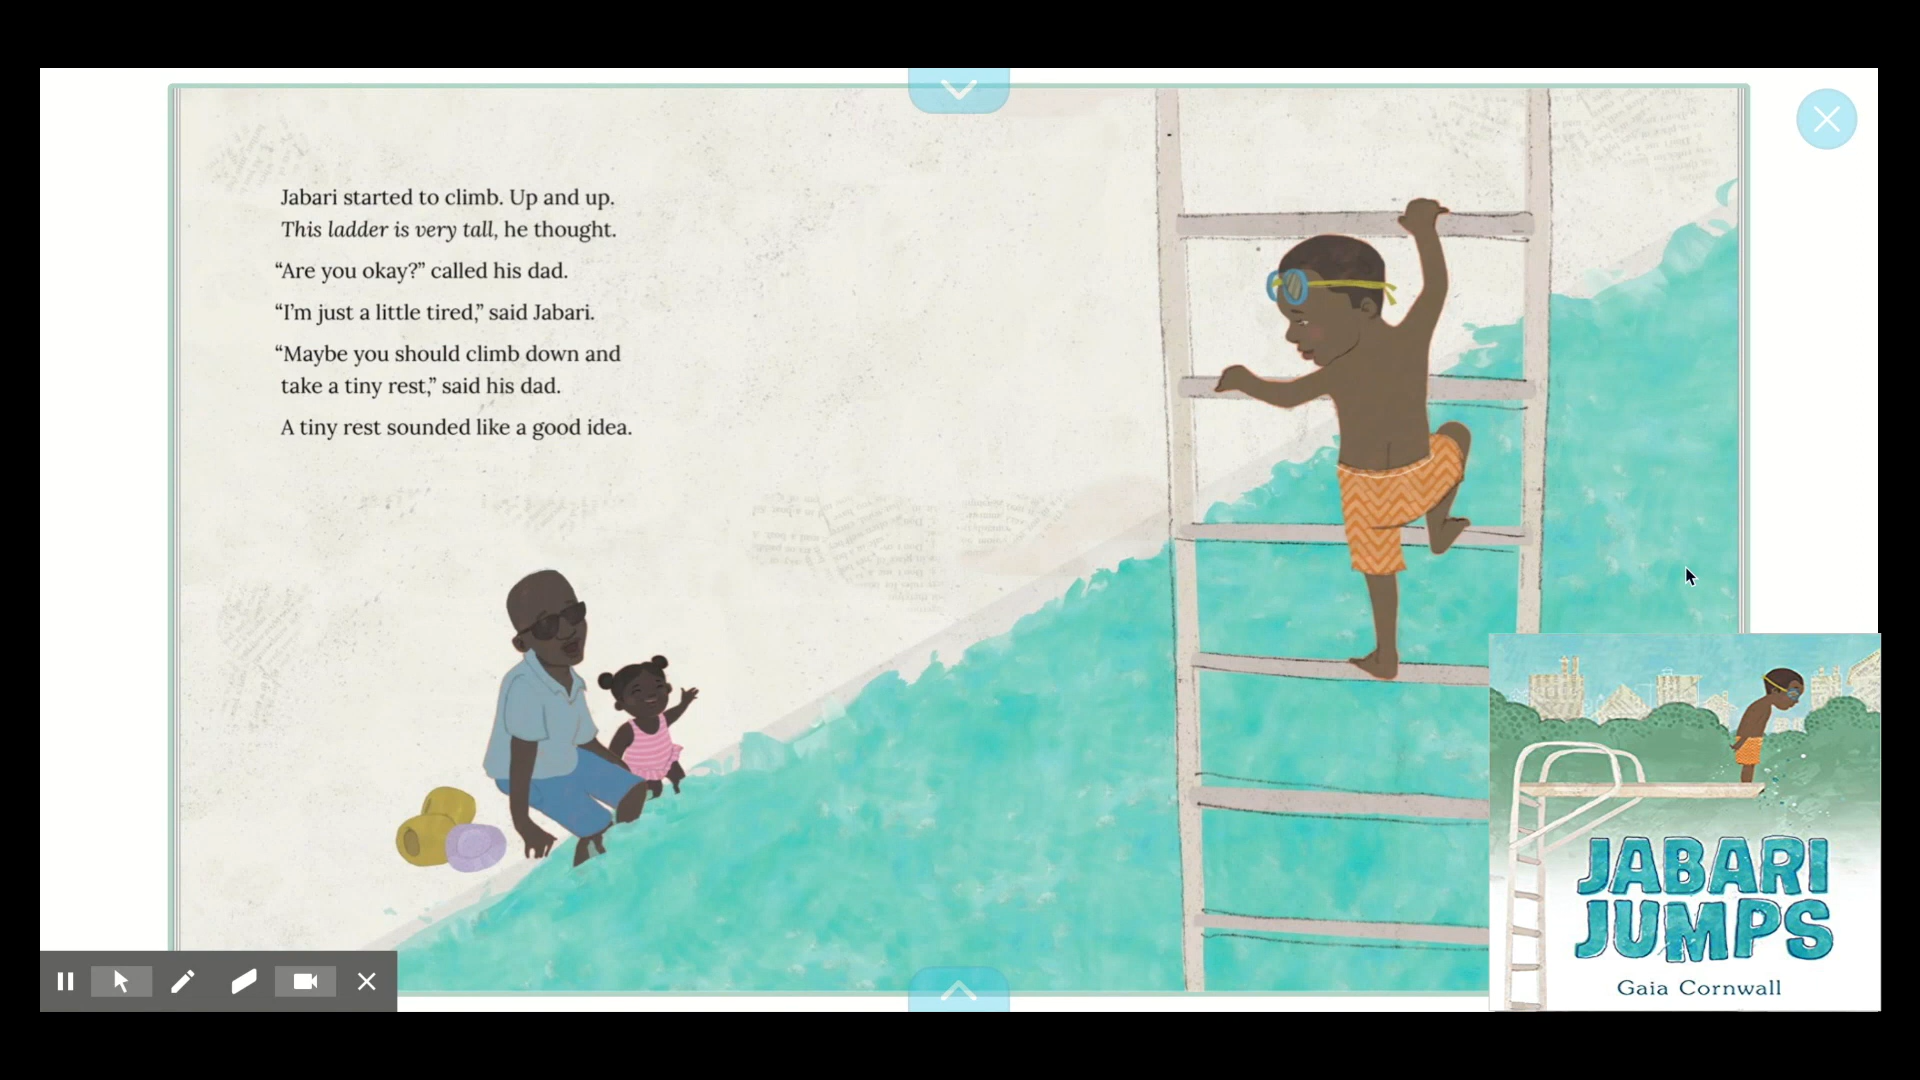 Jabari started to climb. Up and up.
This ladder is very tall, he thought.
“Are you okay?” called his dad.
“I’m just a little tired,” said Jabari.
“Maybe you should climb down and
take a tiny rest,” said his dad.
A tiny rest sounded like a good idea.
JABARI
JUMPS
Gaia Cornwall